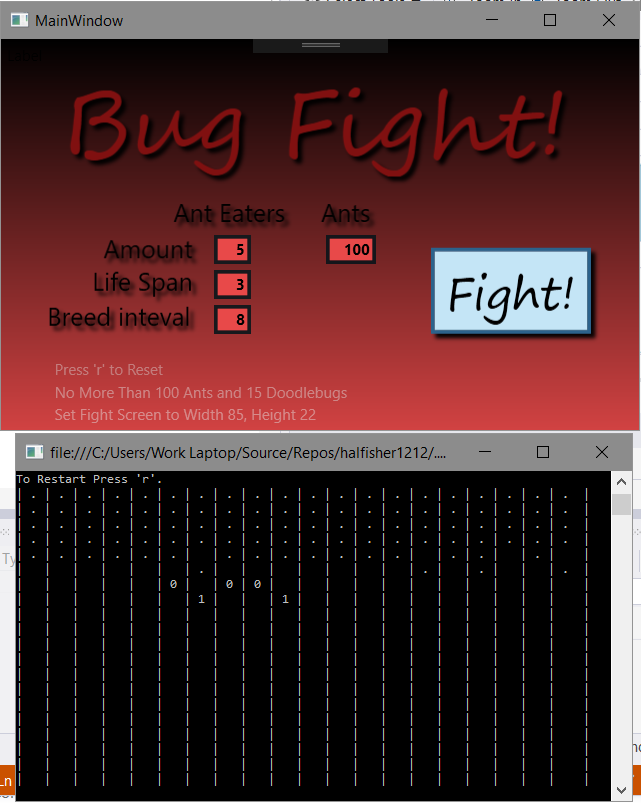 MainWindow
Bug Fight!
Ant Eaters Ants
Amount 5 100
Life Span 3
Breed inteval 8
Fight!
Press 'r' to Reset
No More Than 100 Ants and 15 Doodlebugs
Set Fight Screen to Width 85, Height 22
file:///C:/Users/Work Laptop/Source/Repos/halfisher1212/....
To Restart Press 'r'.
| . | . | . | . | . | . | . | . | . | . | . | . | . | . | . | . | . | . | . | . |
| . | . | . | . | . | . | . | . | . | . | . | . | . | . | . | . | . | . | . | . |
| . | . | . | . | . | . | . | . | . | . | . | . | . | . | . | . | . | . | . | . |
| . | . | . | . | . | . | . | . | . | . | . | . | . | . | . | . | . | . | . | . |
0 0 0
1 1
Ty
Ln